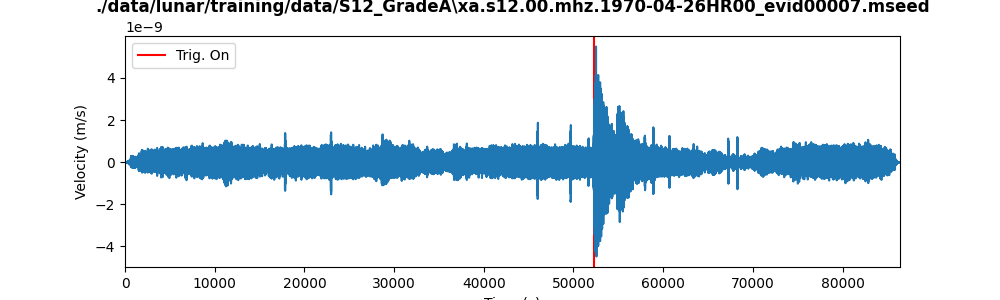 ./data/lunar/training/data/S12_GradeA\xa.s12.00.mhz.1970-04-26HR00_evid00007.mseed
1e−9
Trig. On
4
2
0
−2
−4
Velocity (m/s)
0 10000 20000 30000 40000 50000 60000 70000 80000